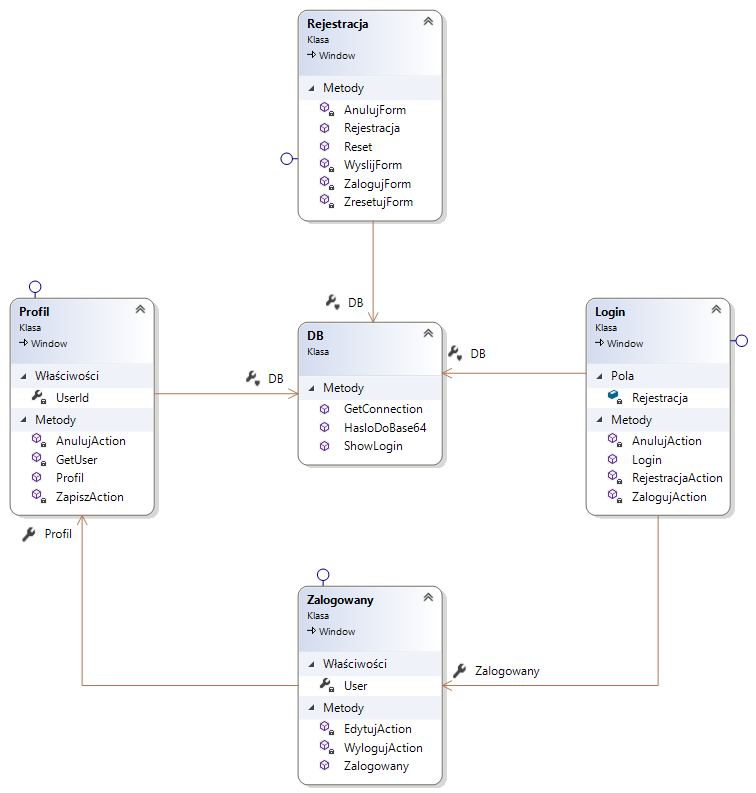 Rejestracja
Klasa
Window
Metody
AnulujForm
Rejestracja
Reset
WyslijForm
ZalogujForm
ZresetujForm
DB
Profil
Klasa
Window
Właściwości
UserId
Metody
AnulujAction
GetUser
Profil
ZapiszAction
DB
DB
Klasa
Metody
GetConnection
HasloDoBase64
ShowLogin
DB
Login
Klasa
Window
Pola
Rejestracja
Metody
AnulujAction
Login
RejestracjaAction
ZalogujAction
Profil
Zalogowany
Klasa
Window
Właściwości
User
Metody
EdytujAction
WylogujAction
Zalogowany
Zalogowany